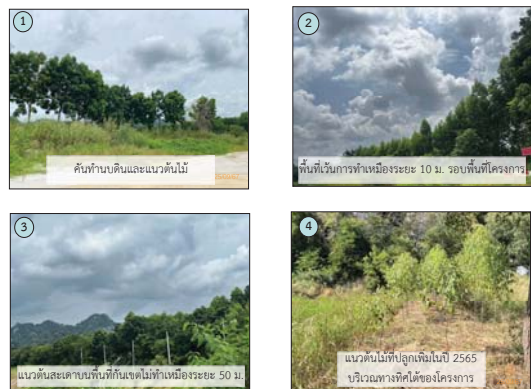 1
คันทำนบดินและแนวต้นไม้
2
พื้นที่เว้นการทำเหมืองระยะ 10 ม. รอบพื้นที่โครงการ
3
แนวต้นสะเดาบนพื้นที่กันเขตไม่ทำเหมืองระยะ 50 ม.
4
แนวต้นไม้ที่ปลูกเพิ่มในปี 2565
บริเวณทางทิศใต้ของโครงการ